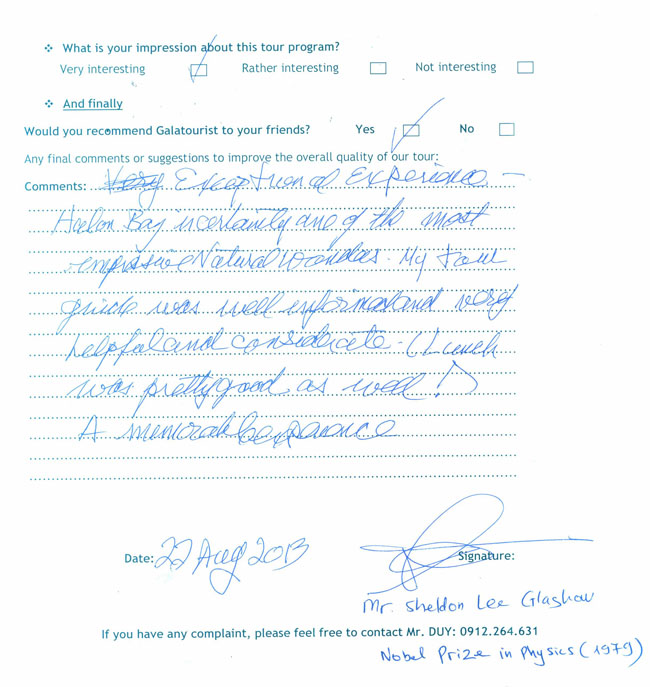 ❖ What is your impression about this tour program?
Very interesting Rather interesting Not interesting
❖ And finally
Would you recommend Galatourist to your friends? Yes No
Any final comments or suggestions to improve the overall quality of our tour:
Comments: Very Exceptional Experience -
Halon Bay is certainly one of the most
impressive Natural Wonders. My tour
guide was well informed and very
helpful and considerate - (Lunch
was pretty good as well!)
A memorable experience
Date: 22 Aug 2013 Signature:
Mr. Sheldon Lee Glashow
If you have any complaint, please feel free to contact Mr. DUY: 0912.264.631
Nobel Prize in Physics (1979)